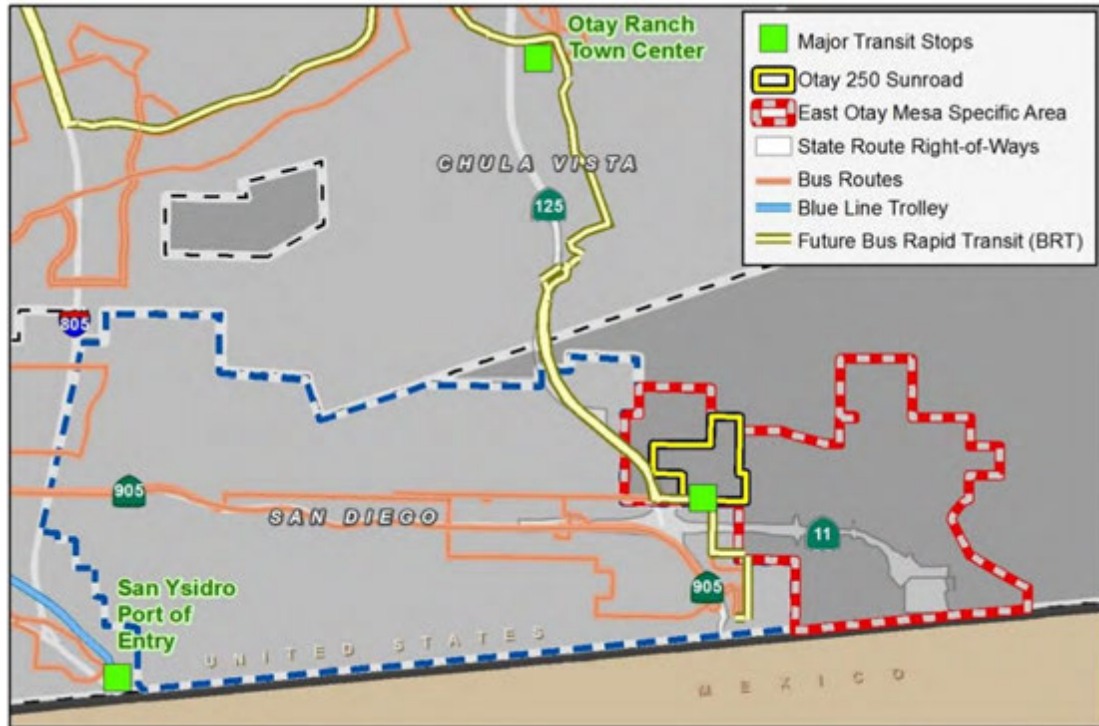 Otay Ranch
Town Center
Major Transit Stops
Otay 250 Sunroad
East Otay Mesa Specific Area
State Route Right-of-Ways
Bus Routes
Blue Line Trolley
Future Bus Rapid Transit (BRT)
CHULA VISTA
125
805
905
SAN DIEGO
11
905
San Ysidro
Port of
Entry
UNITED STATES
MEXICO